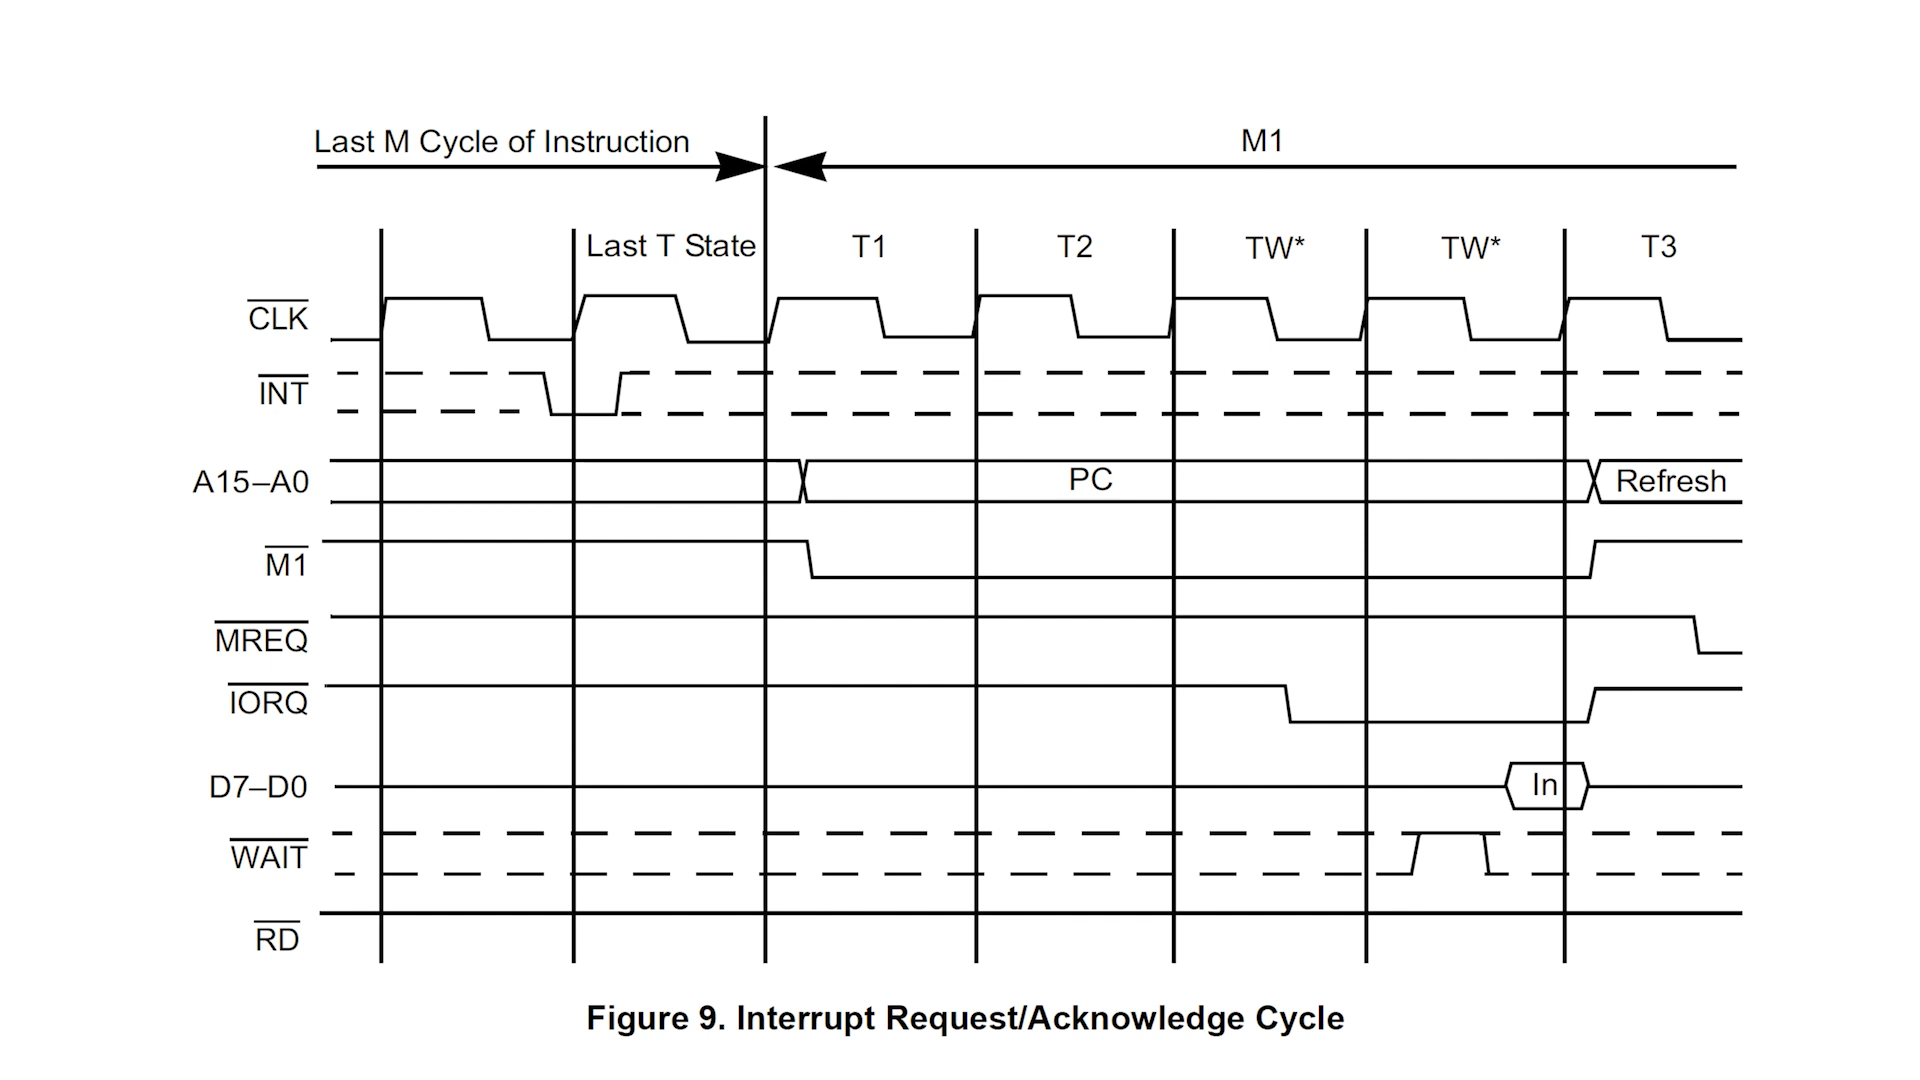 Last M Cycle of Instruction M1
Last T State T1 T2 TW* TW* T3
CLK
INT
A15–A0 PC Refresh
M1
MREQ
IORQ
D7–D0 In
WAIT
RD
Figure 9. Interrupt Request/Acknowledge Cycle